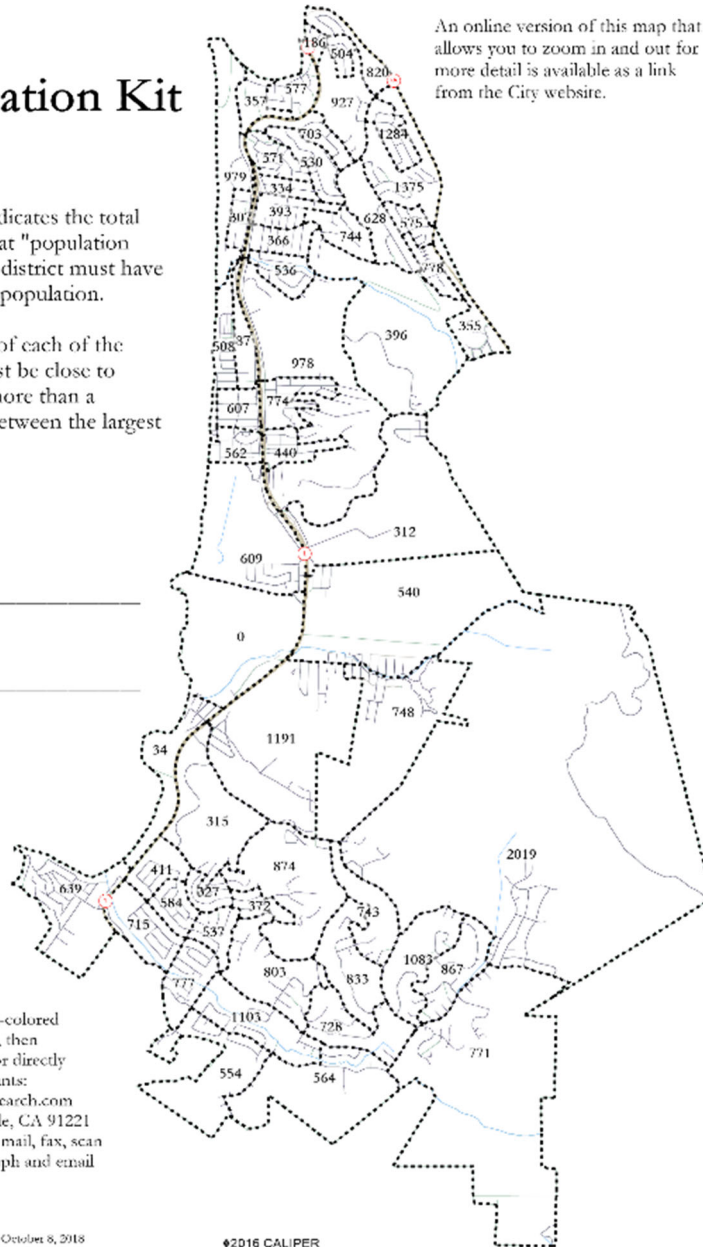 An online version of this map that
allows you to zoom in and out for
more detail is available as a link
from the City website.
ation Kit
dicates the total
at "population
district must have
population.
of each of the
st be close to
more than a
etween the largest
186
504
820
577
357
927
703
1284
571
530
979
334
1375
307
393
628
575
366
744
536
778
355
396
508
37
978
607
774
562
440
312
609
540
0
748
1191
34
315
2019
874
411
639
327
584
372
743
715
537
1083
867
803
833
777
1103
728
771
554
564
-colored
, then
or directly
nts:
earch.com
le, CA 91221
mail, fax, scan
ph and email
October 8, 2018
©2016 CALIPER